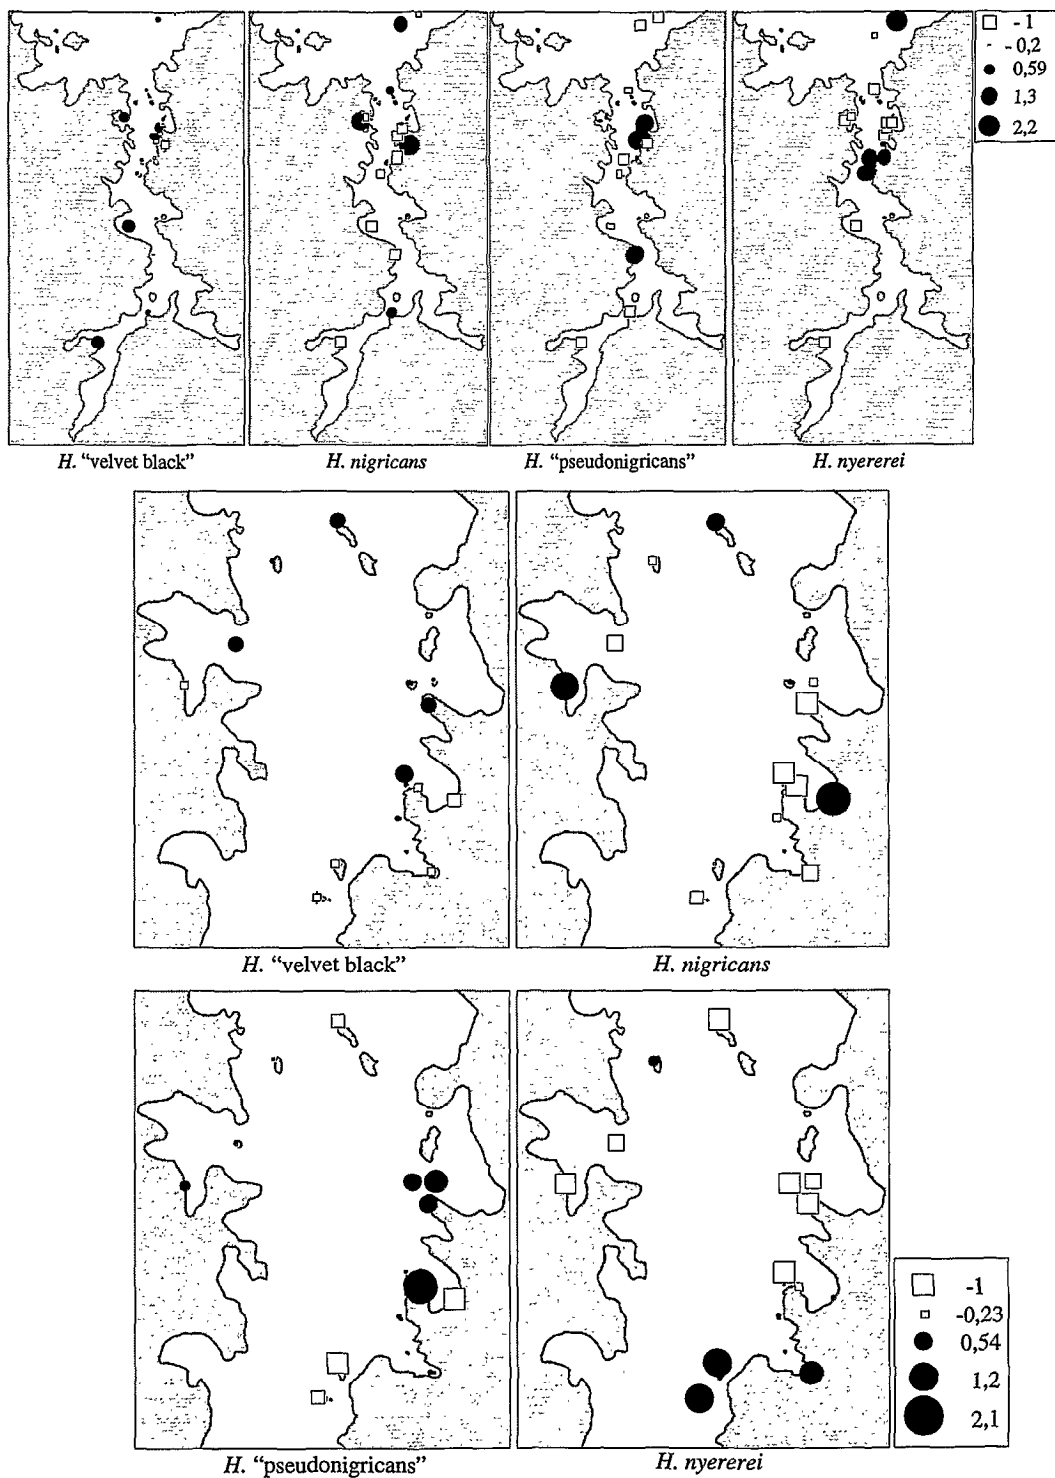 -1
-0,2
0,59
1,3
2,2
H. “velvet black”
H. nigricans
H. “pseudonigricans”
H. nyererei
H. “velvet black”
H. nigricans
-1
-0,23
0,54
1,2
2,1
H. “pseudonigricans”
H. nyererei